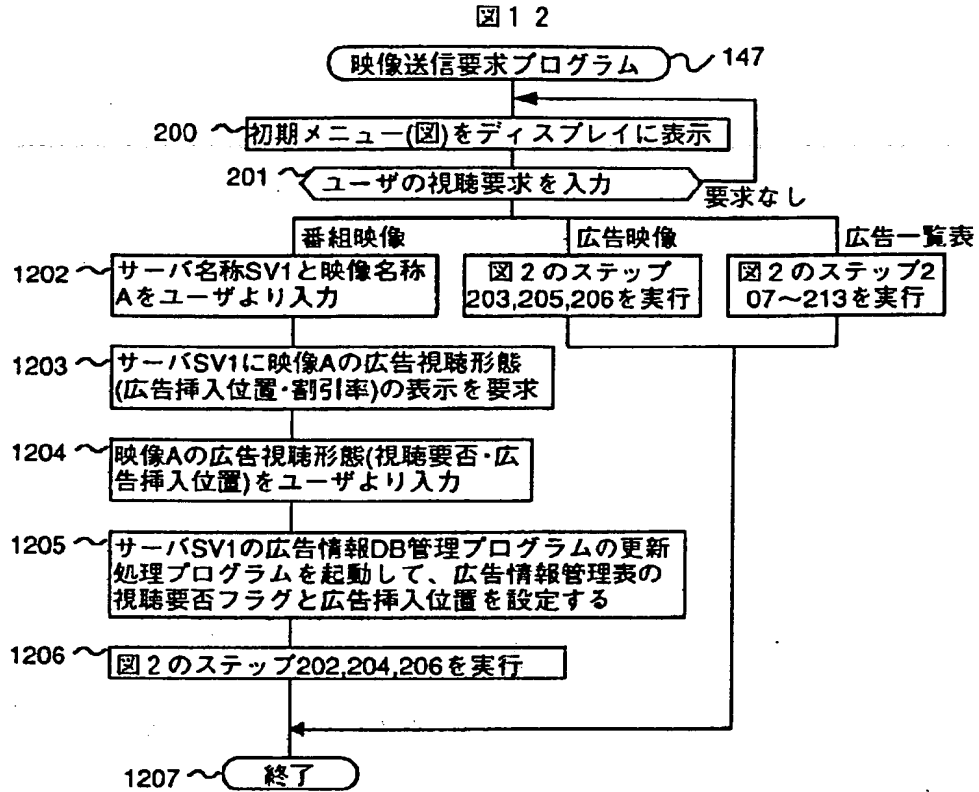 図12
映像送信要求プログラム
147
200
初期メニュー(図)をディスプレイに表示
201
ユーザの視聴要求を入力
要求なし
番組映像
広告映像
広告一覧表
1202
サーバ名称SV1と映像名称
Aをユーザより入力
図2のステップ
203,205,206を実行
図2のステップ2
07〜213を実行
1203
サーバSV1に映像Aの広告視聴形態
(広告挿入位置・割引率)の表示を要求
1204
映像Aの広告視聴形態(視聴要否・広
告挿入位置)をユーザより入力
1205
サーバSV1の広告情報DB管理プログラムの更新
処理プログラムを起動して、広告情報管理表の
視聴要否フラグと広告挿入位置を設定する
1206
図2のステップ202,204,206を実行
1207
終了